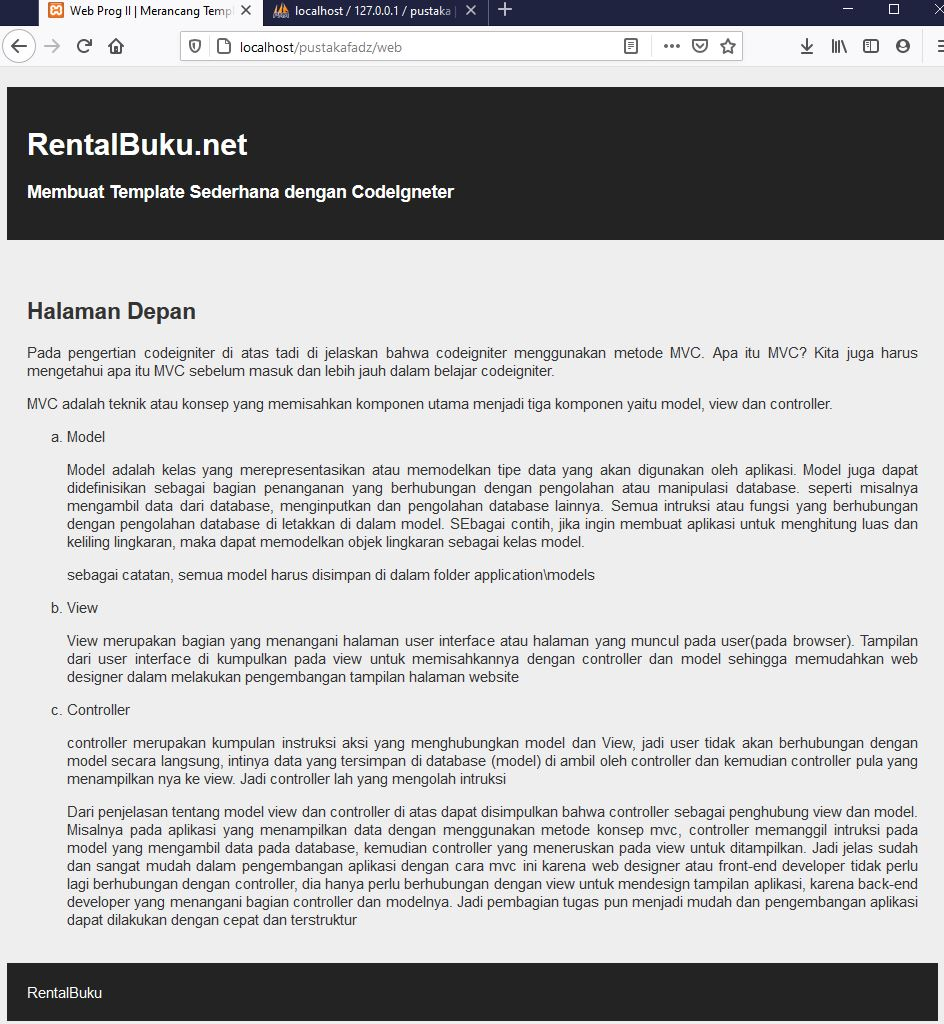 Web Prog II | Merancang Temp
localhost / 127.0.0.1 / pustaka |
localhost/pustakafadz/web
RentalBuku.net
Membuat Template Sederhana dengan CodeIgneter
Halaman Depan
Pada pengertian codeigniter di atas tadi di jelaskan bahwa codeigniter menggunakan metode MVC. Apa itu MVC? Kita juga harus
mengetahui apa itu MVC sebelum masuk dan lebih jauh dalam belajar codeigniter.
MVC adalah teknik atau konsep yang memisahkan komponen utama menjadi tiga komponen yaitu model, view dan controller.
a. Model
Model adalah kelas yang merepresentasikan atau memodelkan tipe data yang akan digunakan oleh aplikasi. Model juga dapat
didefinisikan sebagai bagian penanganan yang berhubungan dengan pengolahan atau manipulasi database. seperti misalnya
mengambil data dari database, menginputkan dan pengolahan database lainnya. Semua intruksi atau fungsi yang berhubungan
dengan pengolahan database di letakkan di dalam model. SEbagai contih, jika ingin membuat aplikasi untuk menghitung luas dan
keliling lingkaran, maka dapat memodelkan objek lingkaran sebagai kelas model.
sebagai catatan, semua model harus disimpan di dalam folder application\models
b. View
View merupakan bagian yang menangani halaman user interface atau halaman yang muncul pada user(pada browser). Tampilan
dari user interface di kumpulkan pada view untuk memisahkannya dengan controller dan model sehingga memudahkan web
designer dalam melakukan pengembangan tampilan halaman website
c. Controller
controller merupakan kumpulan instruksi aksi yang menghubungkan model dan View, jadi user tidak akan berhubungan dengan
model secara langsung, intinya data yang tersimpan di database (model) di ambil oleh controller dan kemudian controller pula yang
menampilkan nya ke view. Jadi controller lah yang mengolah intruksi
Dari penjelasan tentang model view dan controller di atas dapat disimpulkan bahwa controller sebagai penghubung view dan model.
Misalnya pada aplikasi yang menampilkan data dengan menggunakan metode konsep mvc, controller memanggil intruksi pada
model yang mengambil data pada database, kemudian controller yang meneruskan pada view untuk ditampilkan. Jadi jelas sudah
dan sangat mudah dalam pengembangan aplikasi dengan cara mvc ini karena web designer atau front-end developer tidak perlu
lagi berhubungan dengan controller, dia hanya perlu berhubungan dengan view untuk mendesign tampilan aplikasi, karena back-end
developer yang menangani bagian controller dan modelnya. Jadi pembagian tugas pun menjadi mudah dan pengembangan aplikasi
dapat dilakukan dengan cepat dan terstruktur
RentalBuku